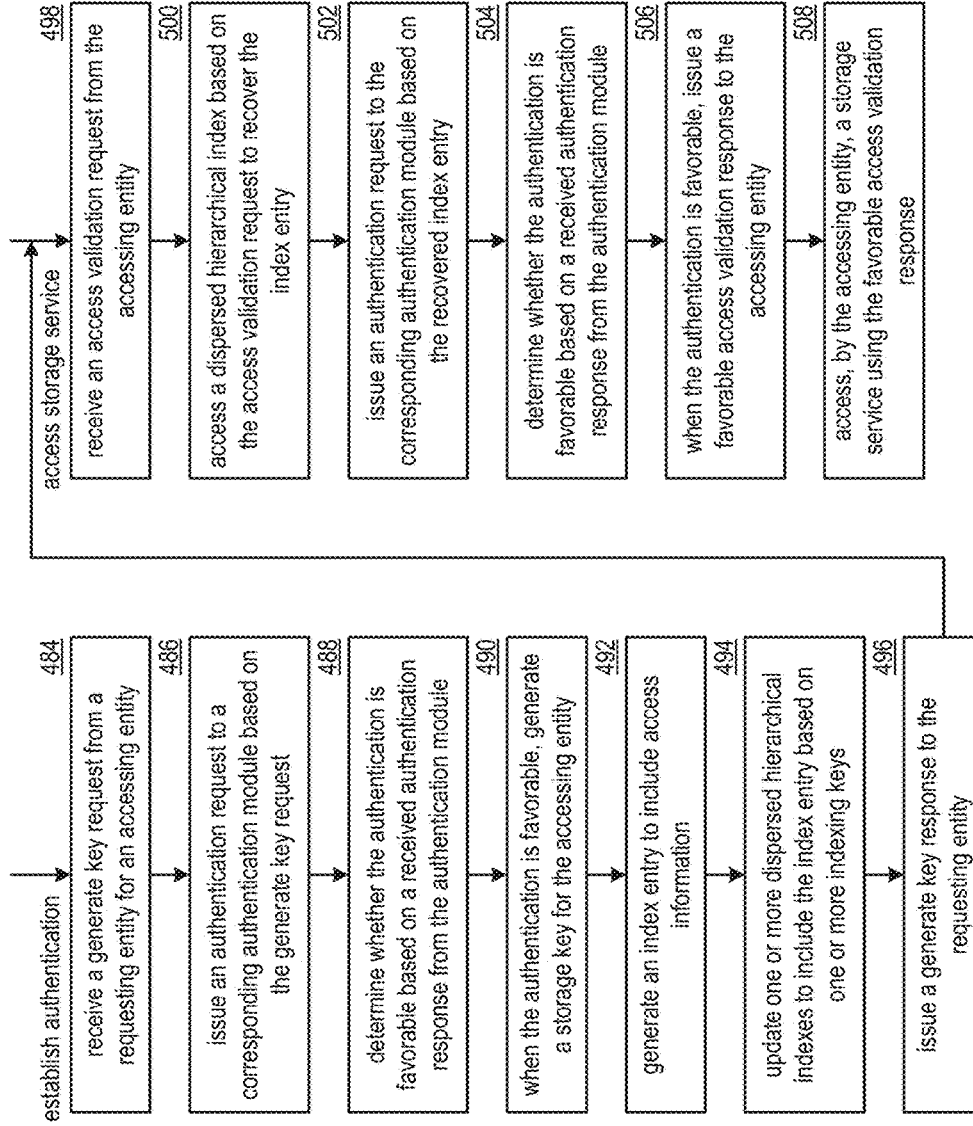 establish authentication
484
receive a generate key request from a
requesting entity for an accessing entity
486
issue an authentication request to a
corresponding authentication module based on
the generate key request
488
determine whether the authentication is
favorable based on a received authentication
response from the authentication module
490
when the authentication is favorable, generate
a storage key for the accessing entity
492
generate an index entry to include access
information
494
update one or more dispersed hierarchical
indexes to include the index entry based on
one or more indexing keys
496
issue a generate key response to the
requesting entity
access storage service
498
receive an access validation request from the
accessing entity
500
access a dispersed hierarchical index based on
the access validation request to recover the
index entry
502
issue an authentication request to the
corresponding authentication module based on
the recovered index entry
504
determine whether the authentication is
favorable based on a received authentication
response from the authentication module
506
when the authentication is favorable, issue a
favorable access validation response to the
accessing entity
508
access, by the accessing entity, a storage
service using the favorable access validation
response